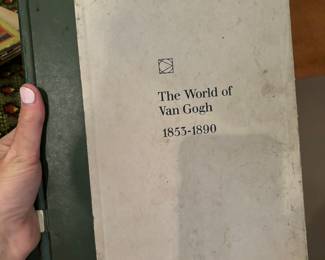 The World of
Van Gogh
1853-1890